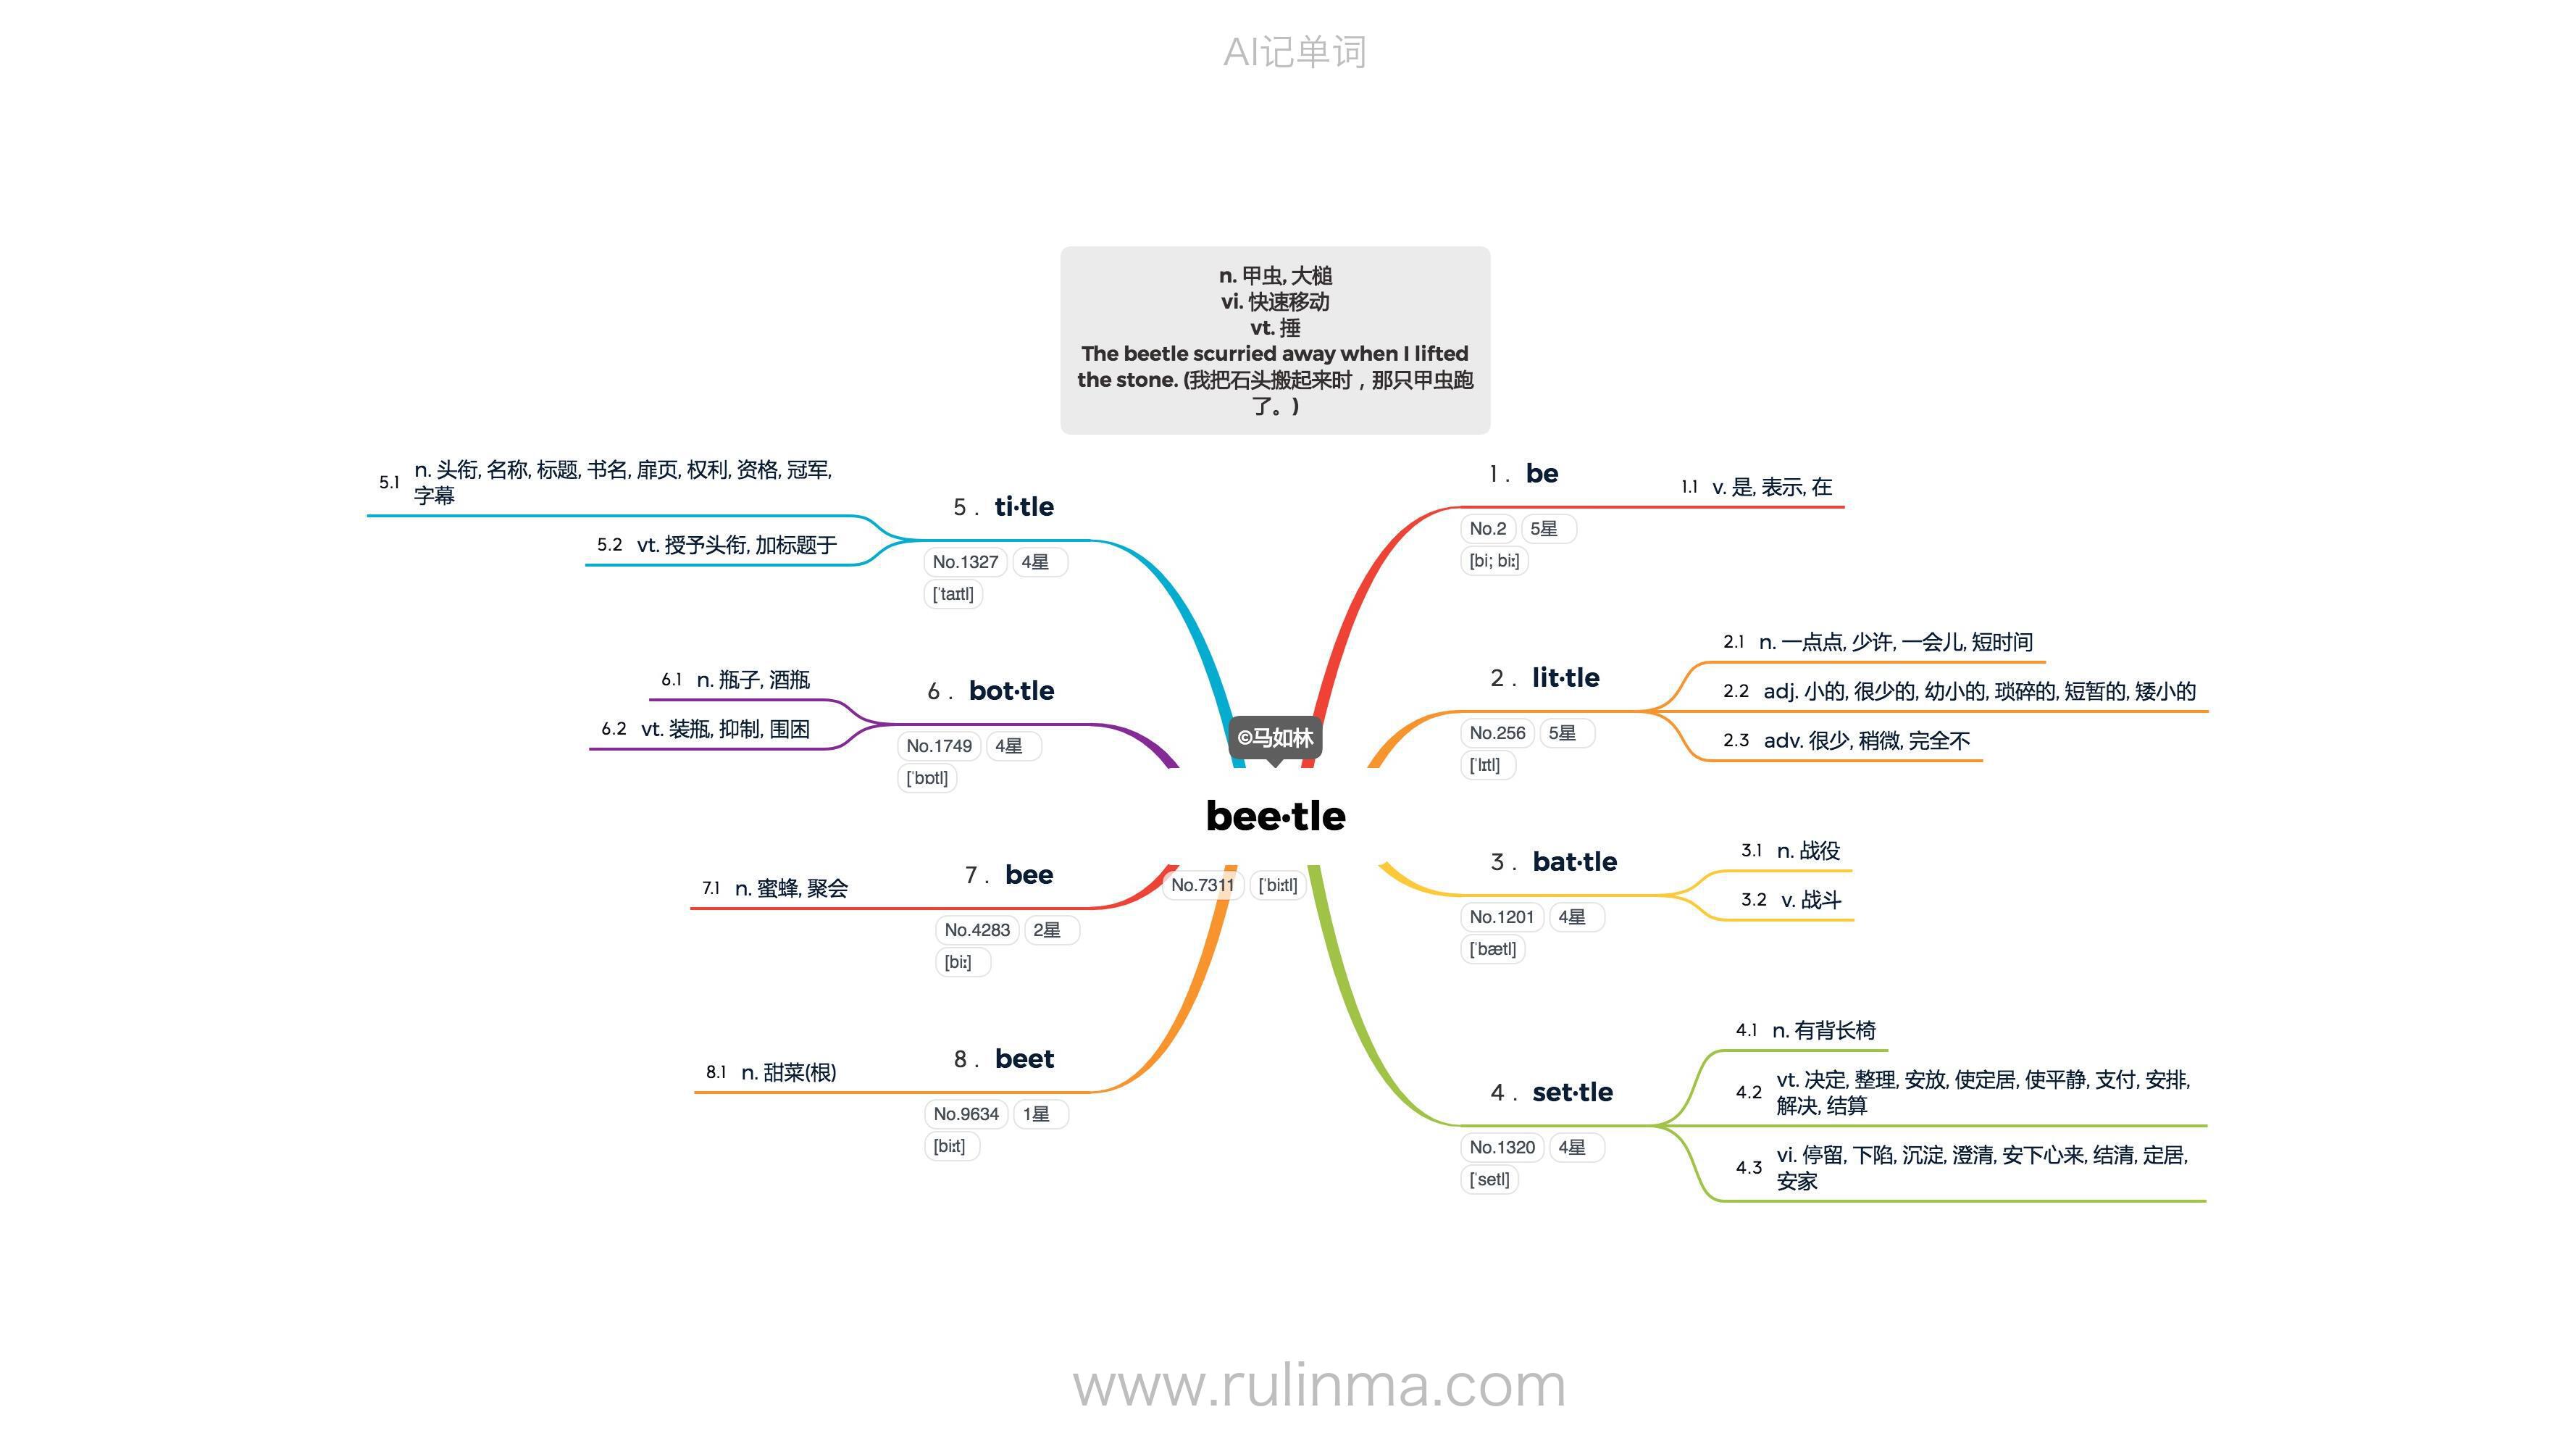 AI记单词
n. 甲虫, 大槌
vi. 快速移动
vt. 捶
The beetle scurried away when I lifted
the stone. (我把石头搬起来时，那只甲虫跑
了。)
©马如林
bee·tle
No.7311 [ˈbiːtl]
1. be
No.2 5星
[bi; biː]
1.1 v. 是, 表示, 在
2. lit·tle
No.256 5星
[ˈlɪtl]
2.1 n. 一点点, 少许, 一会儿, 短时间
2.2 adj. 小的, 很少的, 幼小的, 琐碎的, 短暂的, 矮小的
2.3 adv. 很少, 稍微, 完全不
3. bat·tle
No.1201 4星
[ˈbætl]
3.1 n. 战役
3.2 v. 战斗
4. set·tle
No.1320 4星
[ˈsetl]
4.1 n. 有背长椅
4.2 vt. 决定, 整理, 安放, 使定居, 使平静, 支付, 安排,
解决, 结算
4.3 vi. 停留, 下陷, 沉淀, 澄清, 安下心来, 结清, 定居,
安家
5. ti·tle
No.1327 4星
[ˈtaɪtl]
5.1 n. 头衔, 名称, 标题, 书名, 扉页, 权利, 资格, 冠军,
字幕
5.2 vt. 授予头衔, 加标题于
6. bot·tle
No.1749 4星
[ˈbɒtl]
6.1 n. 瓶子, 酒瓶
6.2 vt. 装瓶, 抑制, 围困
7. bee
No.4283 2星
[biː]
7.1 n. 蜜蜂, 聚会
8. beet
No.9634 1星
[biːt]
8.1 n. 甜菜(根)
www.rulinma.com